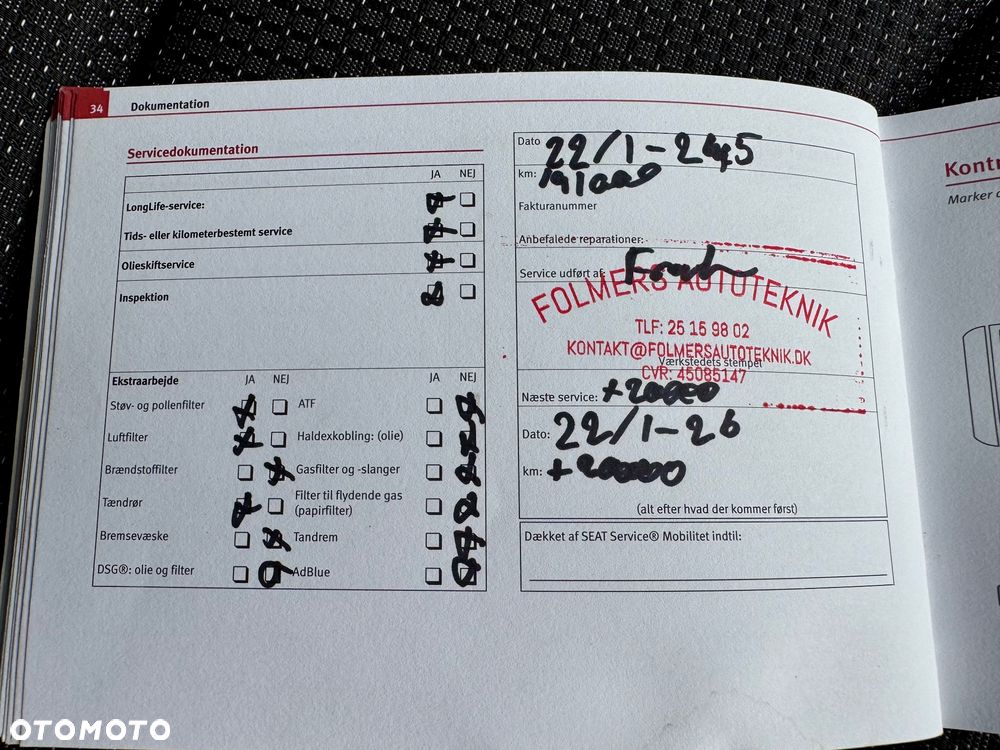 34 Dokumentation
Servicedokumentation
JA NEJ
LongLife-service:
Tids- eller kilometerbestemt service
Olieskiftservice
Inspektion
Ekstraarbejde JA NEJ JA NEJ
Støv- og pollenfilter ATF
Luftfilter Haldexkobling: (olie)
Brændstoffilter Gasfilter og -slanger
Tændrør Filter til flydende gas
(papirfilter)
Bremsevæske Tandrem
DSG®: olie og filter AdBlue
Dato 22/1-
km: 191000
Fakturanummer
Anbefalede reparationer:
Service udført af:
FOLMERS AUTOTEKNIK
TLF: 25 15 98 02
KONTAKT@FOLMERSAUTOTEKNIK.DK
Værkstedets stempel
CVR: 45085147
Næste service:
Dato: 22/1-26
km:
(alt efter hvad der kommer først)
Dækket af SEAT Service® Mobilitet indtil:
Marker
OTOMOTO